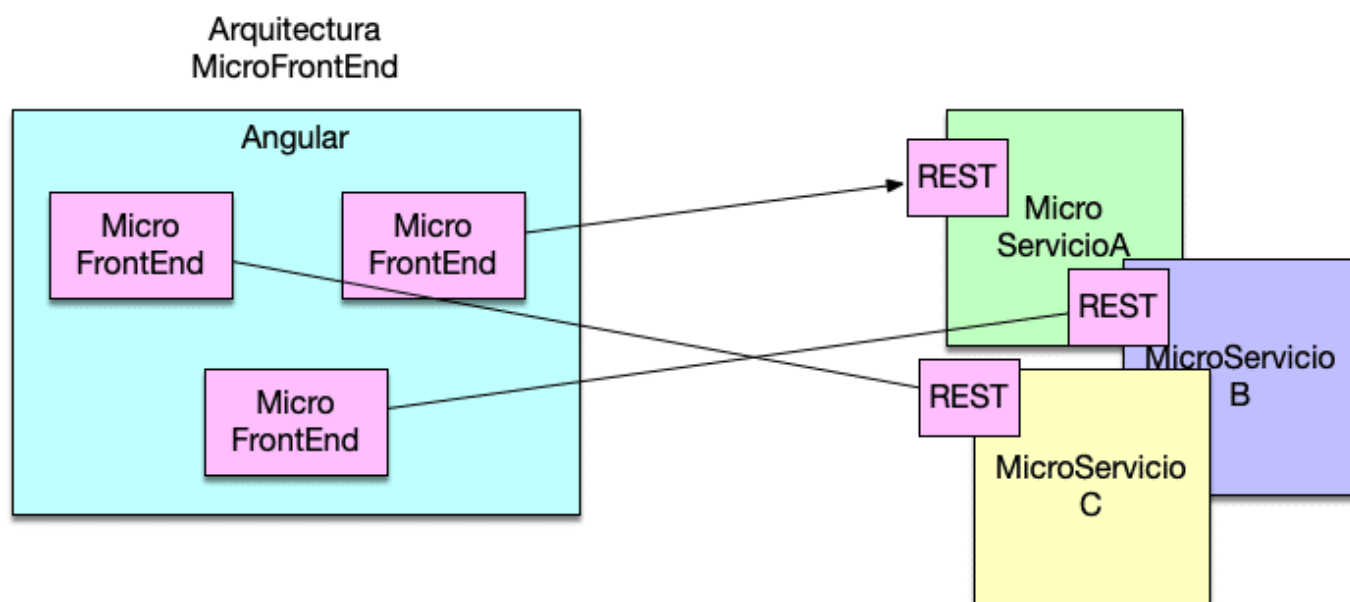 Arquitectura
MicroFrontEnd
Angular
Micro
FrontEnd
Micro
FrontEnd
Micro
FrontEnd
REST
Micro
ServicioA
REST
MicroServicio
B
REST
MicroServicio
C